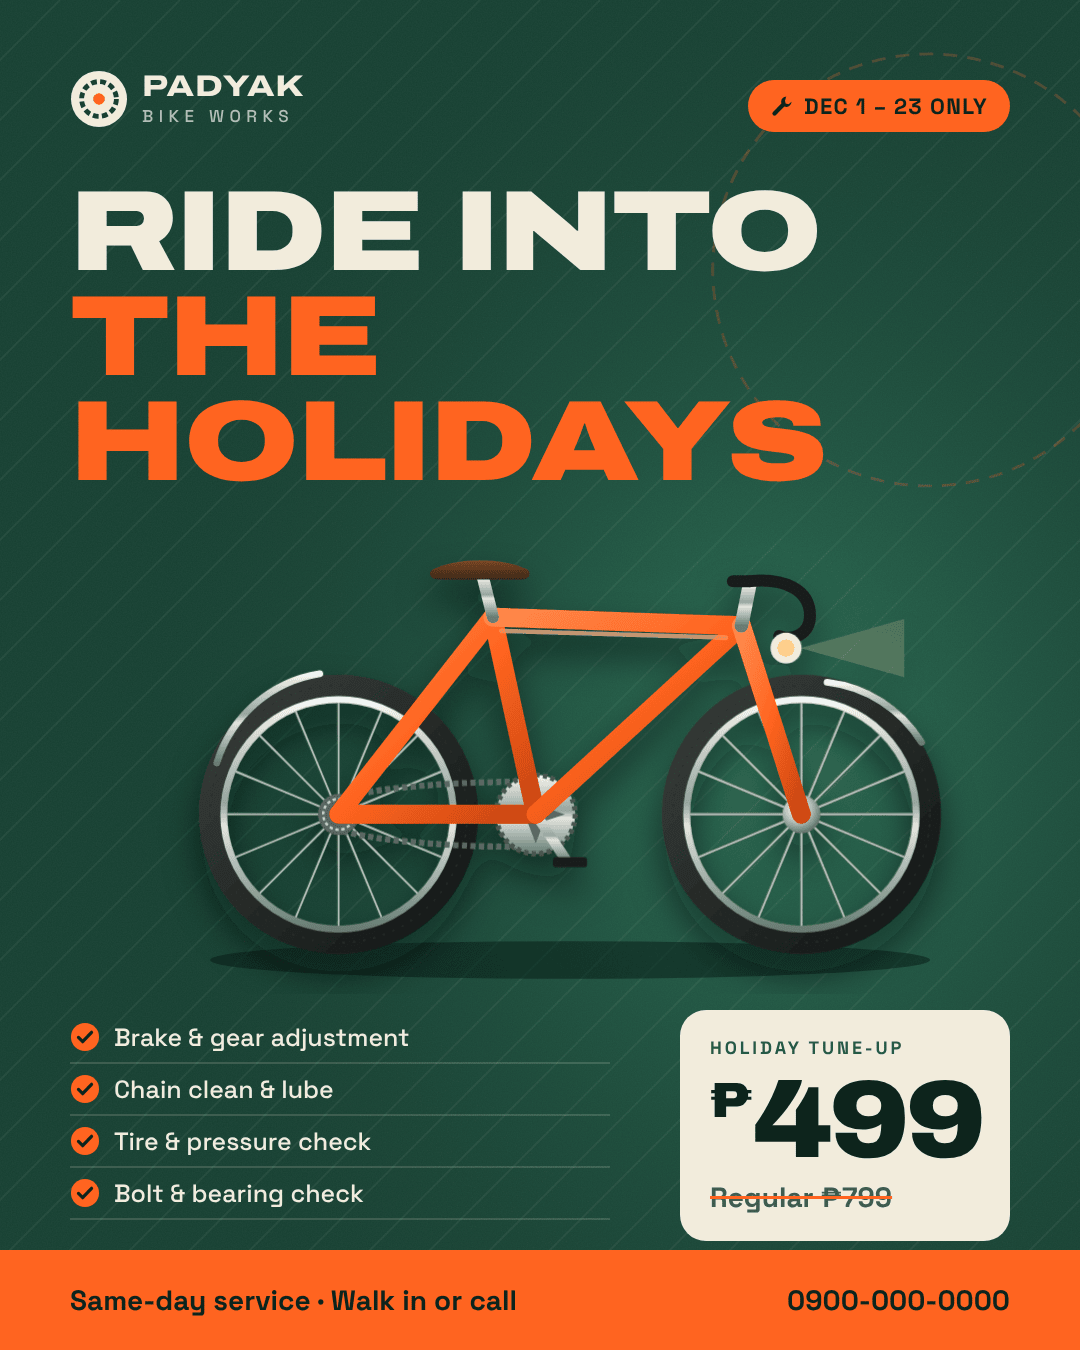 PADYAK
BIKE WORKS
DEC 1 – 23 ONLY
RIDE INTO
THE
HOLIDAYS
Brake & gear adjustment
Chain clean & lube
Tire & pressure check
Bolt & bearing check
HOLIDAY TUNE-UP
₱499
Regular ₱799
Same-day service · Walk in or call
0900-000-0000